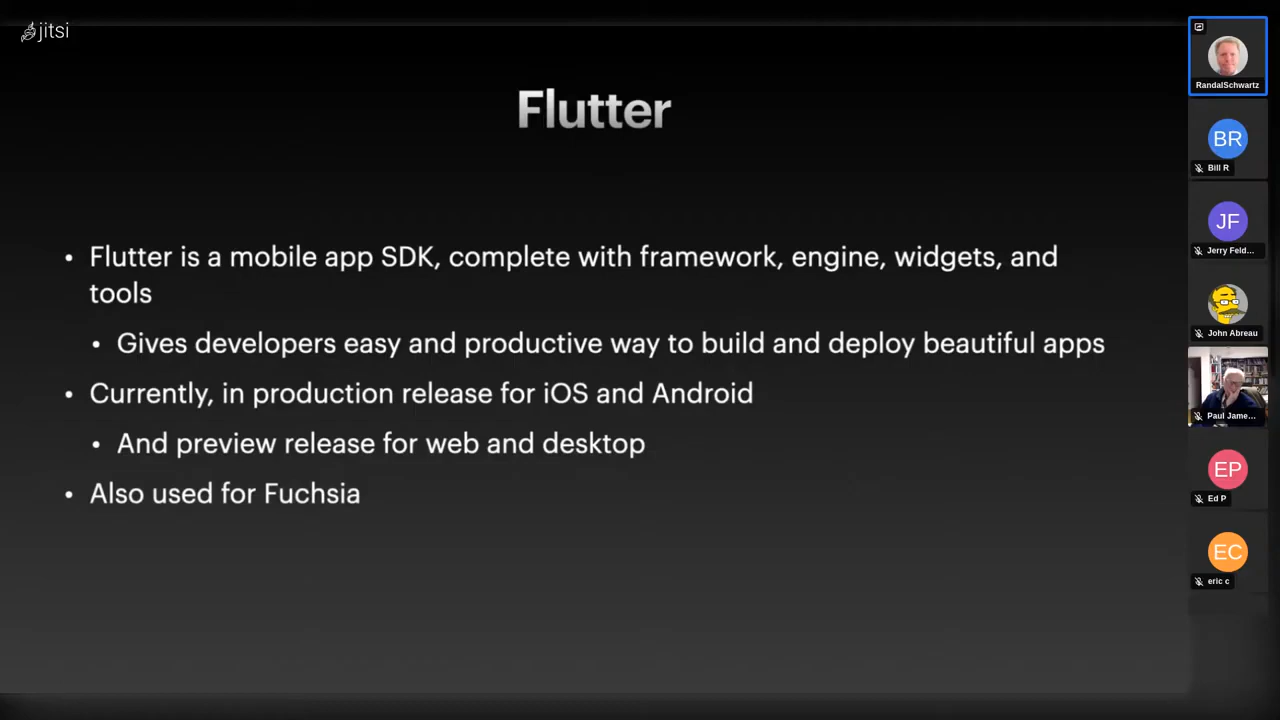 jitsi
Flutter
• Flutter is a mobile app SDK, complete with framework, engine, widgets, and
tools
• Gives developers easy and productive way to build and deploy beautiful apps
• Currently, in production release for iOS and Android
• And preview release for web and desktop
• Also used for Fuchsia
RandalSchwartz
BR
Bill R
JF
Jerry Feld...
John Abreau
Paul Jame...
EP
Ed P
EC
eric c